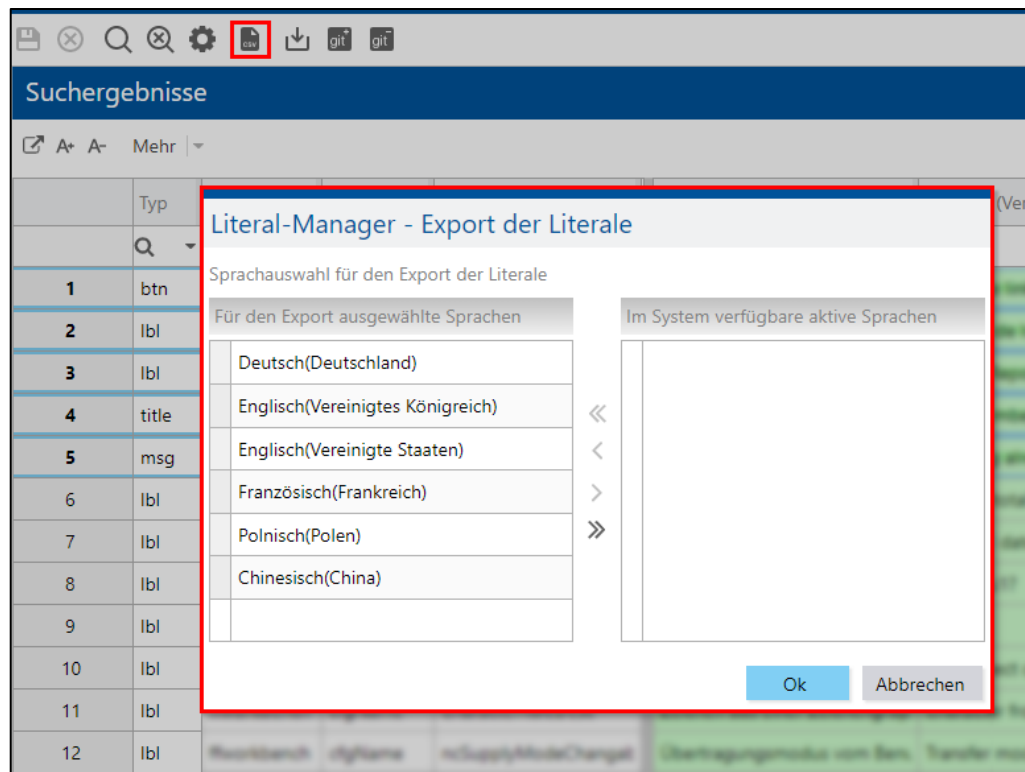 csv
git+
git-
Suchergebnisse
A+ A- Mehr
Typ
(Ver
Literal-Manager - Export der Literale
Sprachauswahl für den Export der Literale
Für den Export ausgewählte Sprachen
Im System verfügbare aktive Sprachen
Deutsch(Deutschland)
Englisch(Vereinigtes Königreich)
Englisch(Vereinigte Staaten)
Französisch(Frankreich)
Polnisch(Polen)
Chinesisch(China)
Ok
Abbrechen
1 btn
2 lbl
3 lbl
4 title
5 msg
6 lbl
7 lbl
8 lbl
9 lbl
10 lbl
11 lbl
12 lbl